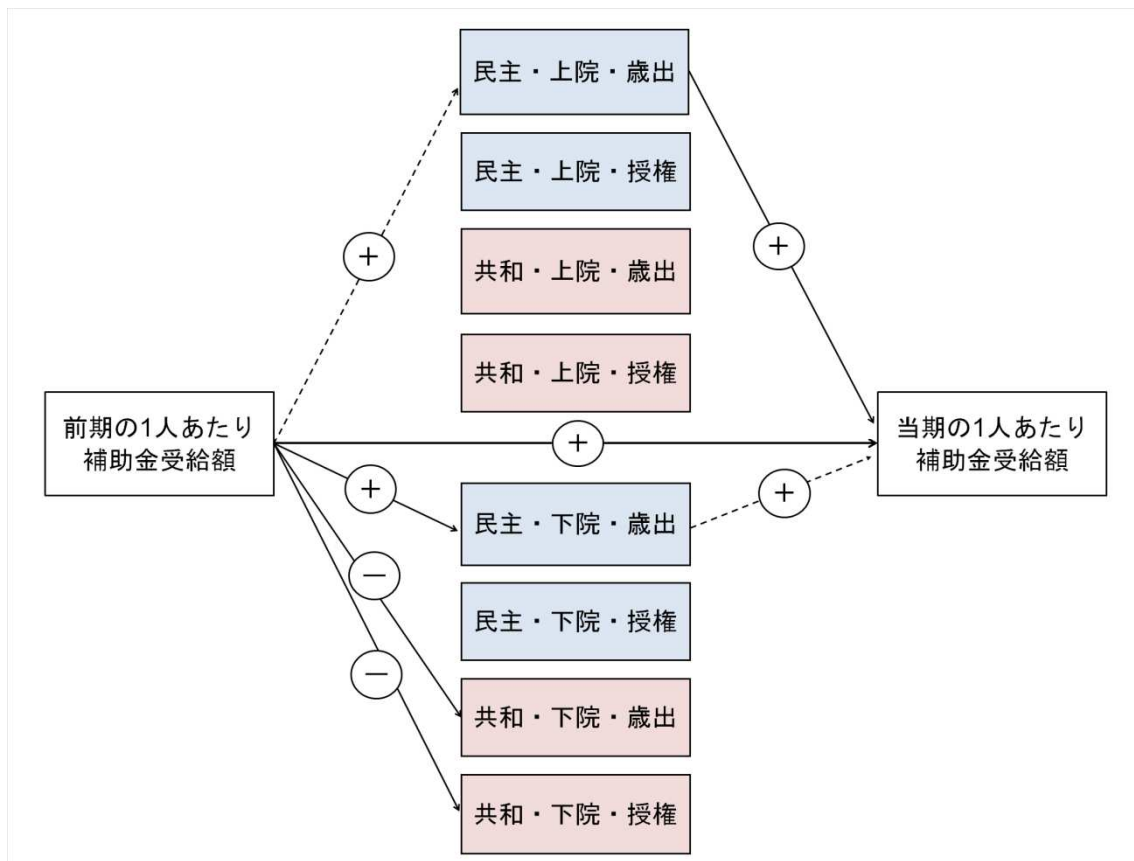 民主・上院・歳出
民主・上院・授権
+
+
共和・上院・歳出
共和・上院・授権
前期の1人あたり
補助金受給額
+
当期の1人あたり
補助金受給額
+
+
民主・下院・歳出
−
民主・下院・授権
−
共和・下院・歳出
共和・下院・授権